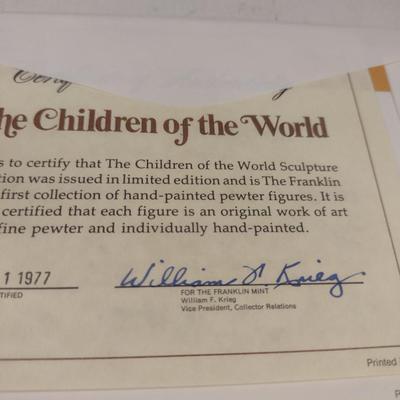 he Children of the World
s to certify that The Children of the World Sculpture
tion was issued in limited edition and is The Franklin
first collection of hand-painted pewter figures. It is
certified that each figure is an original work of art
fine pewter and individually hand-painted.
1 1977
William F. Krieg
TIFIED
FOR THE FRANKLIN MINT
William F. Krieg
Vice President, Collector Relations
Printed
P